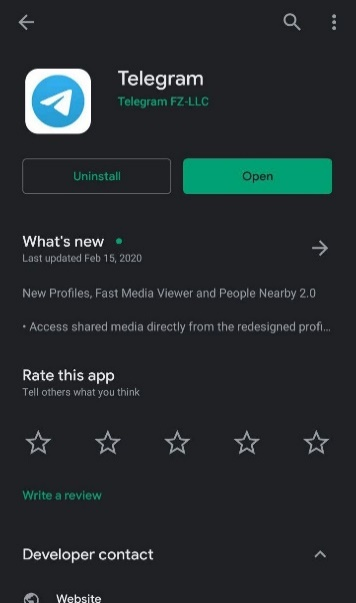 Telegram
Telegram FZ-LLC
Uninstall
Open
What's new
Last updated Feb 15, 2020
New Profiles, Fast Media Viewer and People Nearby 2.0
• Access shared media directly from the redesigned profi...
Rate this app
Tell others what you think
Write a review
Developer contact
Website